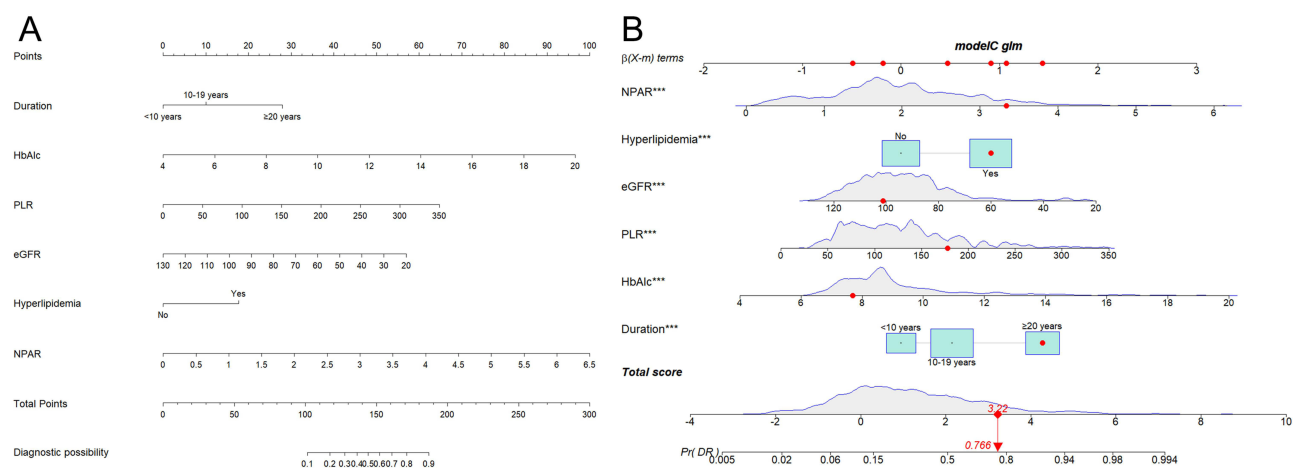 A
Points
0 10 20 30 40 50 60 70 80 90 100
Duration
10-19 years
<10 years ≥20 years
HbAlc
4 6 8 10 12 14 16 18 20
PLR
0 50 100 150 200 250 300 350
eGFR
130 120 110 100 90 80 70 60 50 40 30 20
Hyperlipidemia
Yes
No
NPAR
0 0.5 1 1.5 2 2.5 3 3.5 4 4.5 5 5.5 6 6.5
Total Points
0 50 100 150 200 250 300
Diagnostic possibility
0.1 0.2 0.30.4 0.50.60.7 0.8 0.9
B
modelC glm
β(X-m) terms
-2 -1 0 1 2 3
NPAR***
0 1 2 3 4 5 6
Hyperlipidemia***
No
Yes
eGFR***
120 100 80 60 40 20
PLR***
0 50 100 150 200 250 300 350
HbAlc***
4 6 8 10 12 14 16 18 20
Duration***
<10 years ≥20 years
10-19 years
Total score
3.22
-4 -2 0 2 4 6 8 10
0.766
Pr( DR )
0.005 0.02 0.06 0.15 0.5 0.8 0.94 0.98 0.994